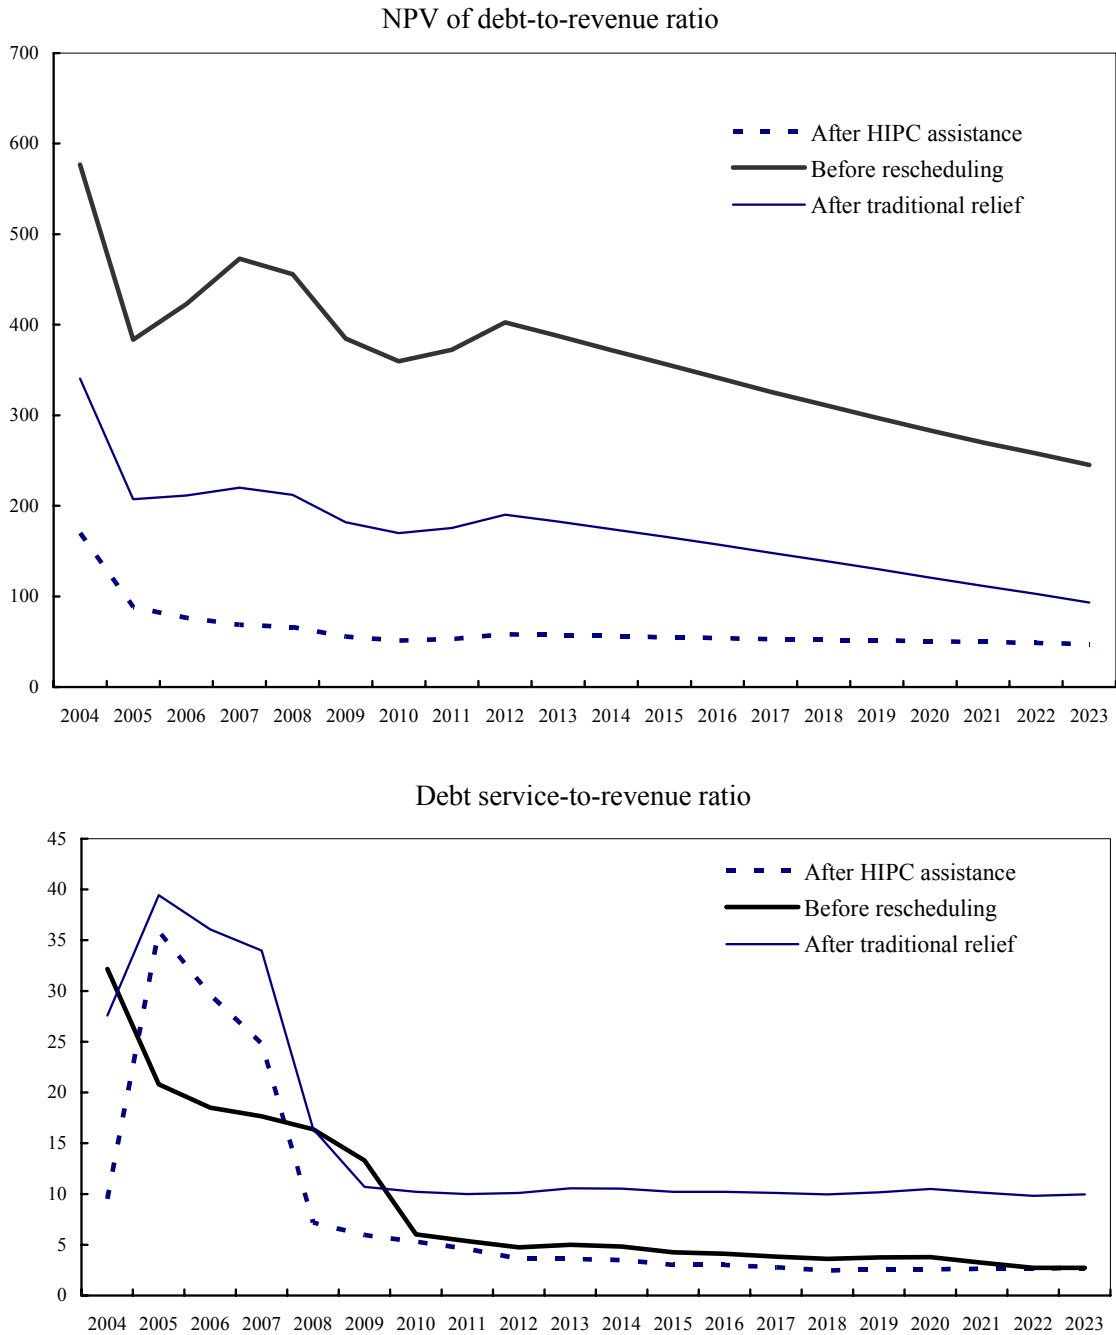 NPV of debt-to-revenue ratio
700
600
500
400
300
200
100
0
After HIPC assistance
Before rescheduling
After traditional relief
2004 2005 2006 2007 2008 2009 2010 2011 2012 2013 2014 2015 2016 2017 2018 2019 2020 2021 2022 2023
Debt service-to-revenue ratio
45
40
35
30
25
20
15
10
5
0
After HIPC assistance
Before rescheduling
After traditional relief
2004 2005 2006 2007 2008 2009 2010 2011 2012 2013 2014 2015 2016 2017 2018 2019 2020 2021 2022 2023